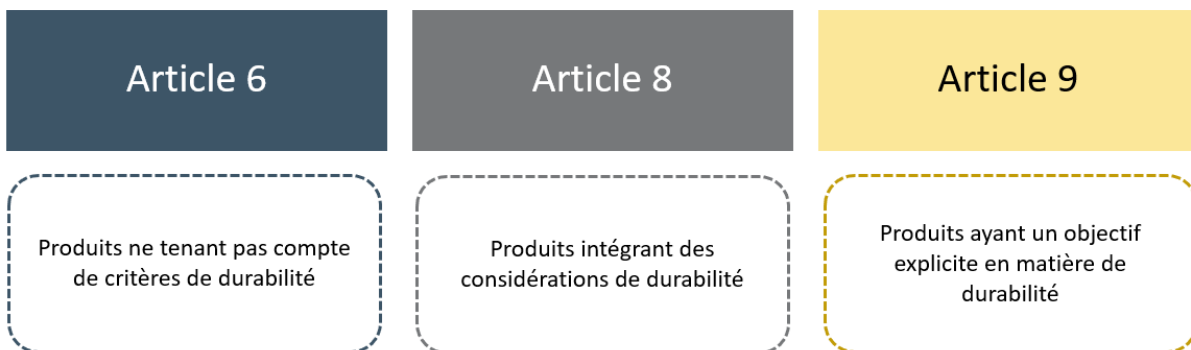 Article 6
Article 8
Article 9
Produits ne tenant pas compte
de critères de durabilité
Produits intégrant des
considérations de durabilité
Produits ayant un objectif
explicite en matière de
durabilité